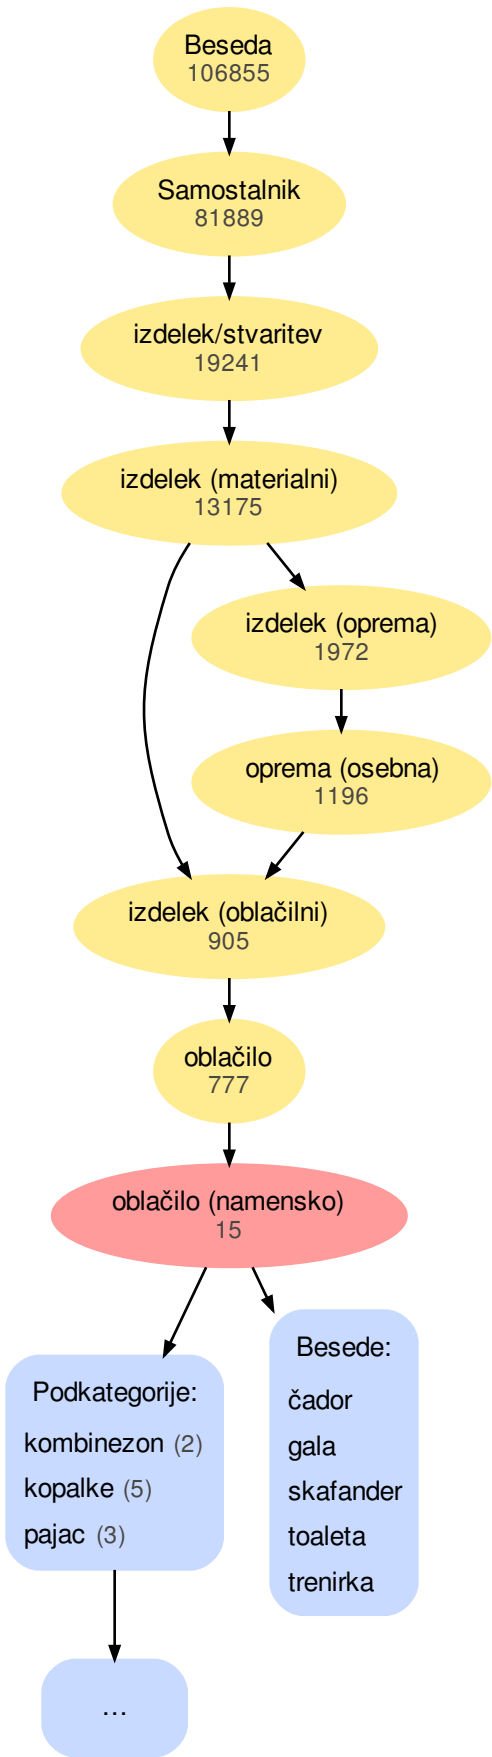 Beseda
106855
Samostalnik
81889
izdelek/stvaritev
19241
izdelek (materialni)
13175
izdelek (oprema)
1972
oprema (osebna)
1196
izdelek (oblačilni)
905
oblačilo
777
oblačilo (namensko)
15
Podkategorije:
kombinezon (2)
kopalke (5)
pajac (3)
Besede:
čador
gala
skafander
toaleta
trenirka
...